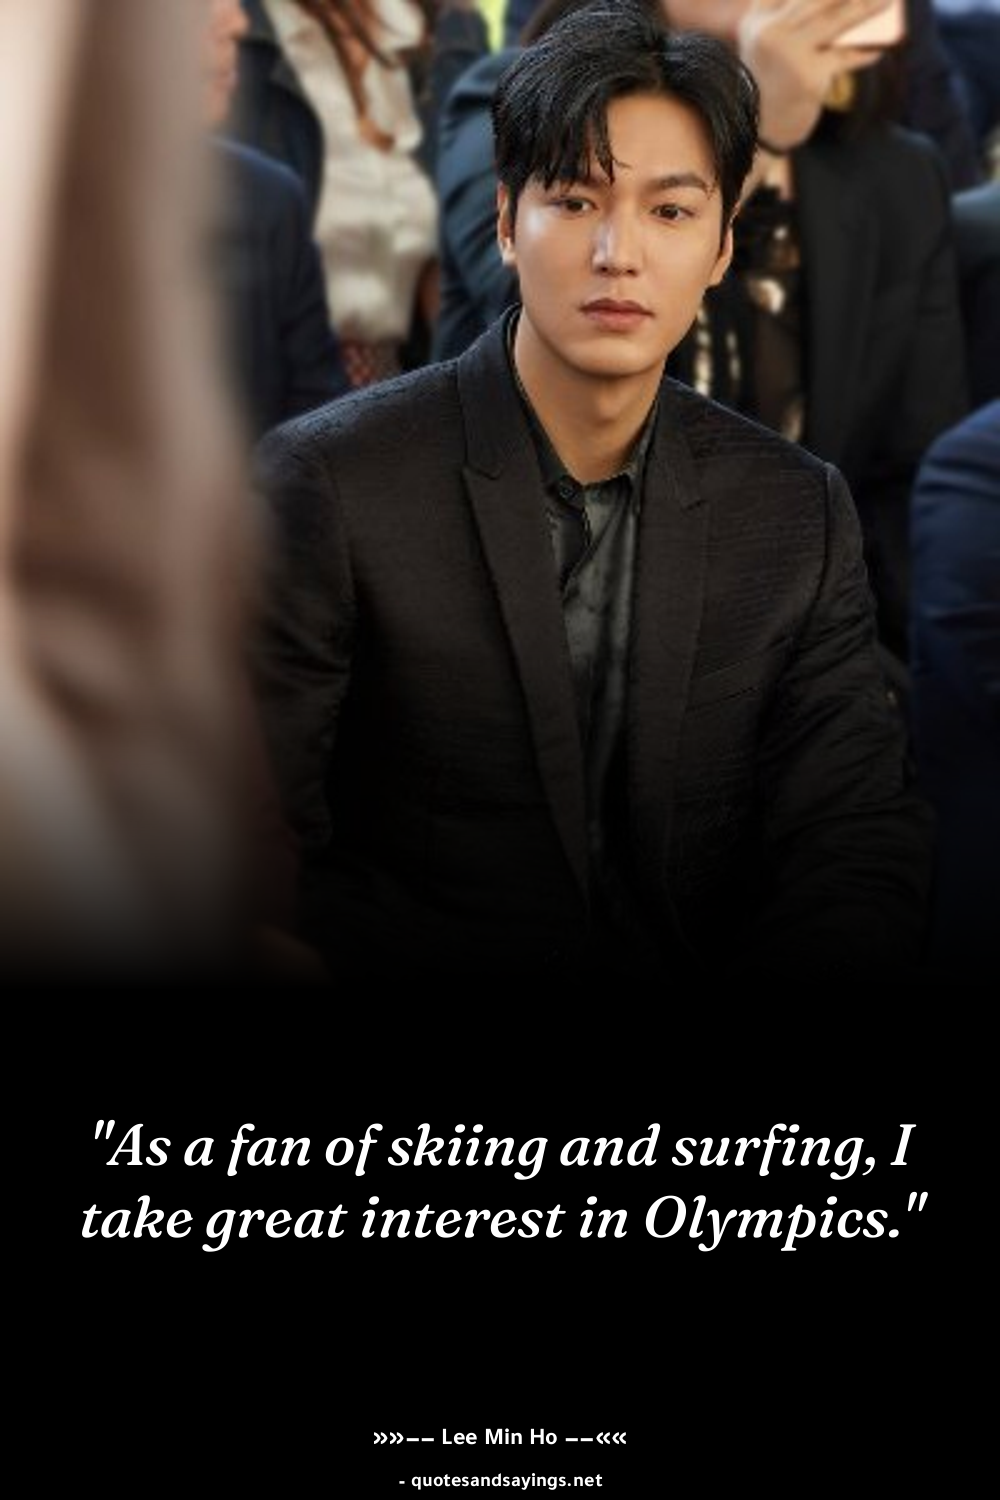 "As a fan of skiing and surfing, I
take great interest in Olympics."
»»−− Lee Min Ho −−««
- quotesandsayings.net